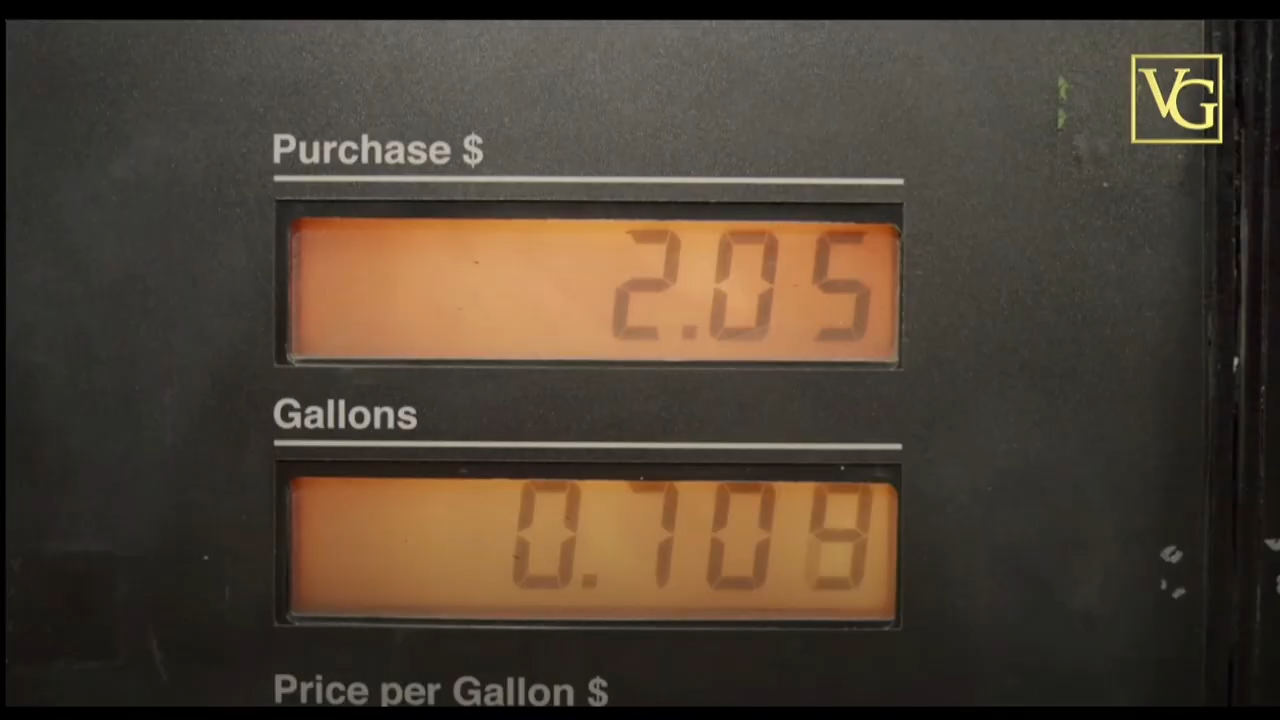 VG
Purchase $
2.05
Gallons
0.708
Price per Gallon $